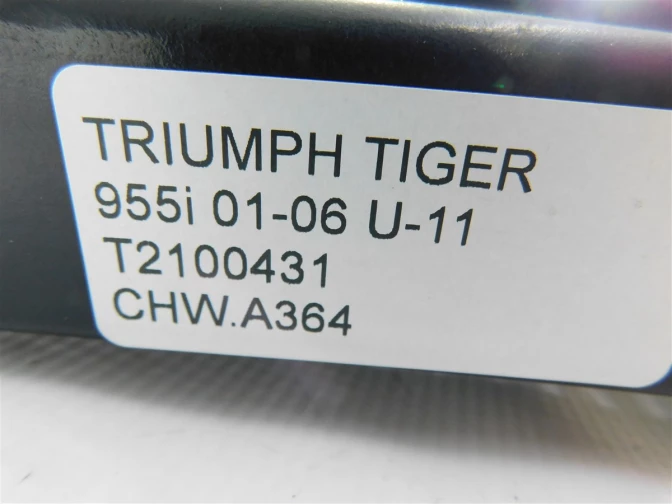 TRIUMPH TIGER
955i 01-06 U-11
T2100431
CHW.A364